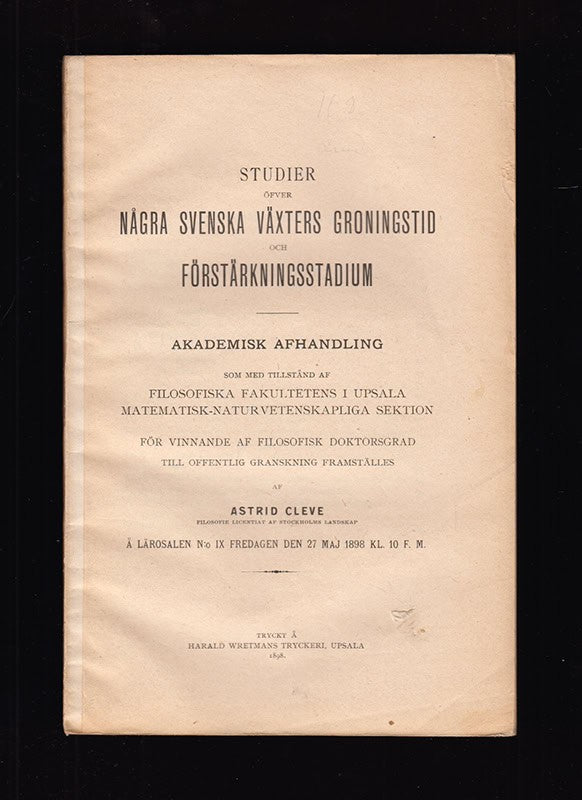 STUDIER
ÖFVER
NÅGRA SVENSKA VÄXTERS GRONINGSTID
OCH
FÖRSTÄRKNINGSSTADIUM
AKADEMISK AFHANDLING
SOM MED TILLSTÅND AF
FILOSOFISKA FAKULTETENS I UPSALA
MATEMATISK-NATURVETENSKAPLIGA SEKTION
FÖR VINNANDE AF FILOSOFISK DOKTORSGRAD
TILL OFFENTLIG GRANSKNING FRAMSTÄLLES
AF
ASTRID CLEVE
FILOSOFIE LICENTIAT AF STOCKHOLMS LANDSKAP
Å LÄROSALEN N:o IX FREDAGEN DEN 27 MAJ 1898 KL. 10 F. M.
TRYCKT Å
HARALD WRETMANS TRYCKERI, UPSALA
1898.